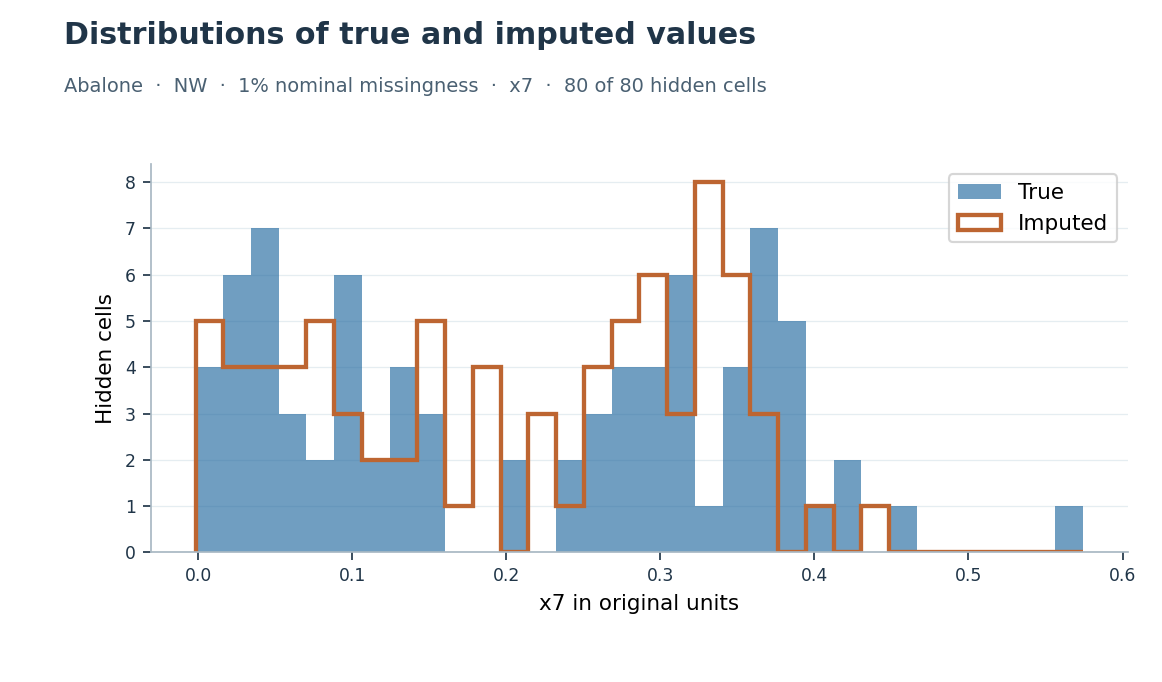 Distributions of true and imputed values
Abalone · NW · 1% nominal missingness · x7 · 80 of 80 hidden cells
True
Imputed
Hidden cells
8
7
6
5
4
3
2
1
0
0.0 0.1 0.2 0.3 0.4 0.5 0.6
x7 in original units